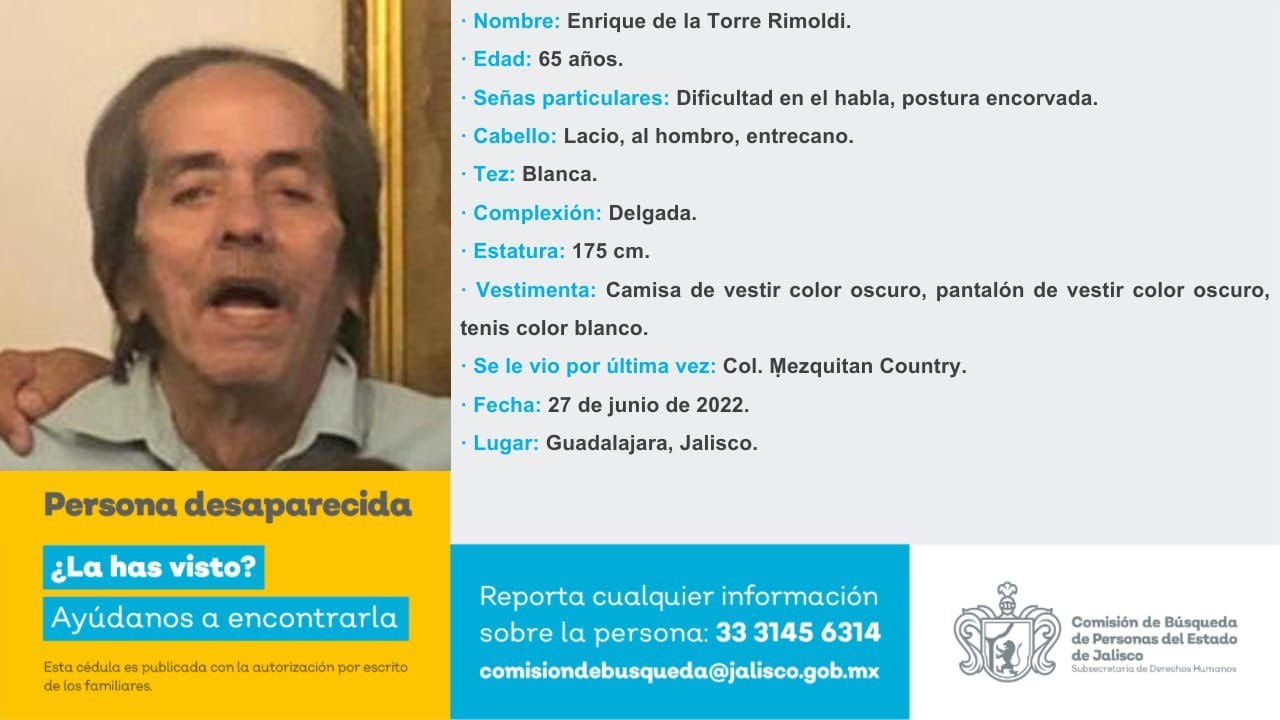 · Nombre: Enrique de la Torre Rimoldi.
· Edad: 65 años.
· Señas particulares: Dificultad en el habla, postura encorvada.
· Cabello: Lacio, al hombro, entrecano.
· Tez: Blanca.
· Complexión: Delgada.
· Estatura: 175 cm.
· Vestimenta: Camisa de vestir color oscuro, pantalón de vestir color oscuro,
tenis color blanco.
· Se le vio por última vez: Col. Ṃezquitan Country.
· Fecha: 27 de junio de 2022.
· Lugar: Guadalajara, Jalisco.
Persona desaparecida
¿La has visto?
Ayúdanos a encontrarla
Esta cédula es publicada con la autorización por escrito
de los familiares.
Reporta cualquier información
sobre la persona: 33 3145 6314
comisiondebusqueda@jalisco.gob.mx
Comisión de Búsqueda
de Personas del Estado
de Jalisco
Subsecretaría de Derechos Humanos